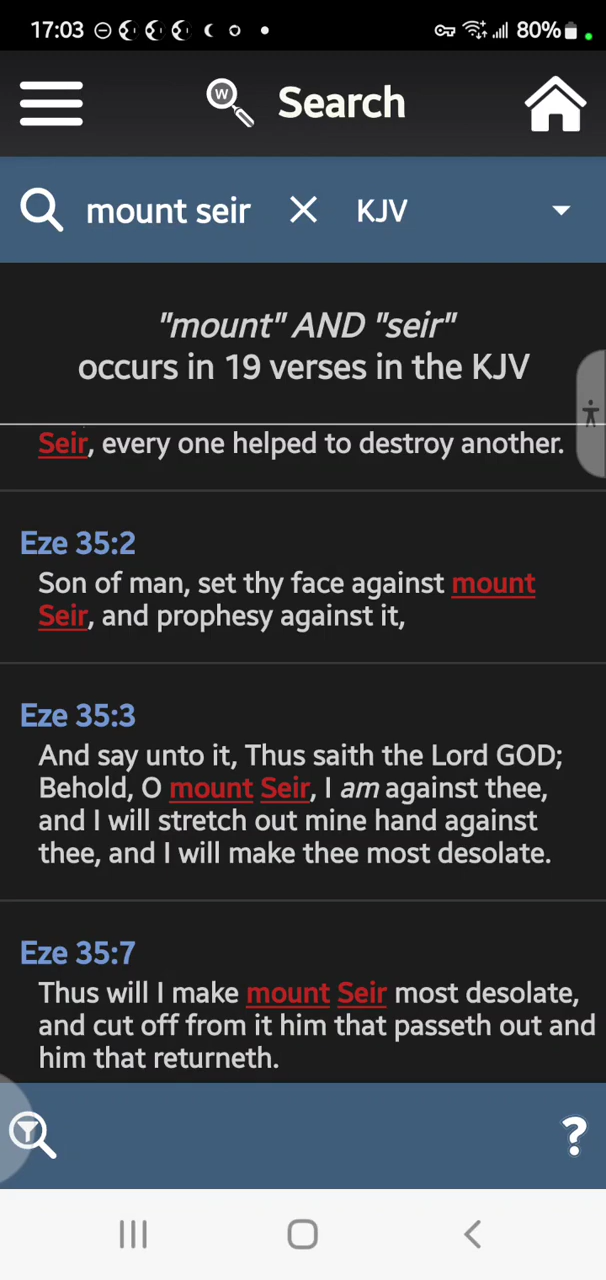 17:03
80%
W
Search
mount seir
KJV
"mount" AND "seir"
occurs in 19 verses in the KJV
Seir, every one helped to destroy another.
Eze 35:2
Son of man, set thy face against mount
Seir, and prophesy against it,
Eze 35:3
And say unto it, Thus saith the Lord GOD;
Behold, O mount Seir, I am against thee,
and I will stretch out mine hand against
thee, and I will make thee most desolate.
Eze 35:7
Thus will I make mount Seir most desolate,
and cut off from it him that passeth out and
him that returneth.
?